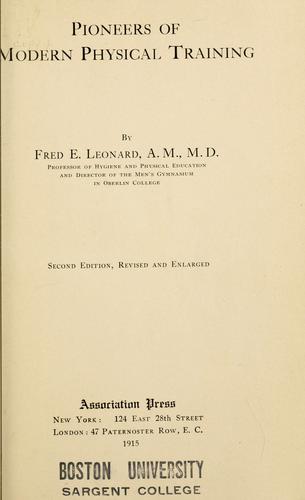 PIONEERS OF
MODERN PHYSICAL TRAINING
BY
FRED E. LEONARD, A. M., M. D.
PROFESSOR OF HYGIENE AND PHYSICAL EDUCATION
AND DIRECTOR OF THE MEN'S GYMNASIUM
IN OBERLIN COLLEGE
SECOND EDITION, REVISED AND ENLARGED
Association Press
NEW YORK: 124 EAST 28TH STREET
LONDON: 47 PATERNOSTER ROW, E. C.
1915
BOSTON UNIVERSITY
SARGENT COLLEGE